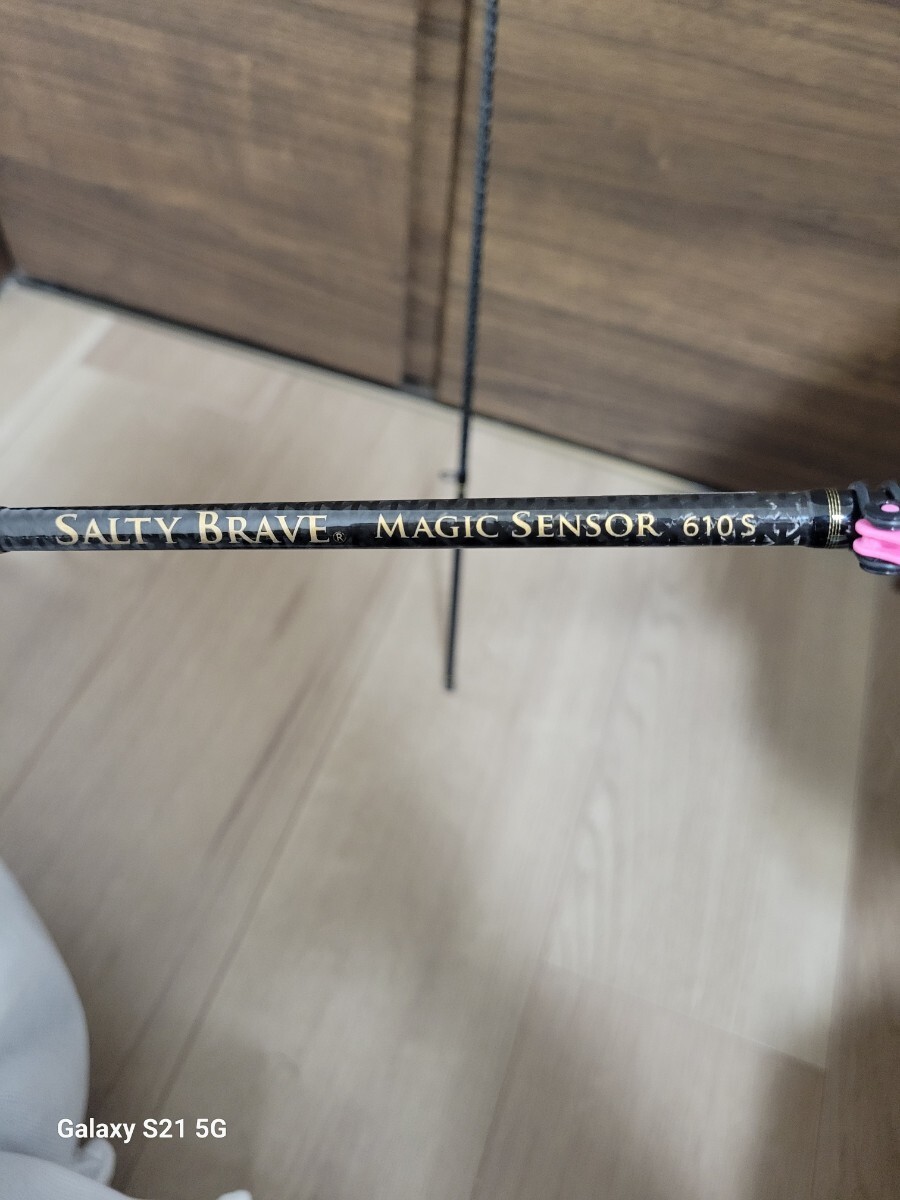 SALTY BRAVE® MAGIC SENSOR 610S
Galaxy S21 5G